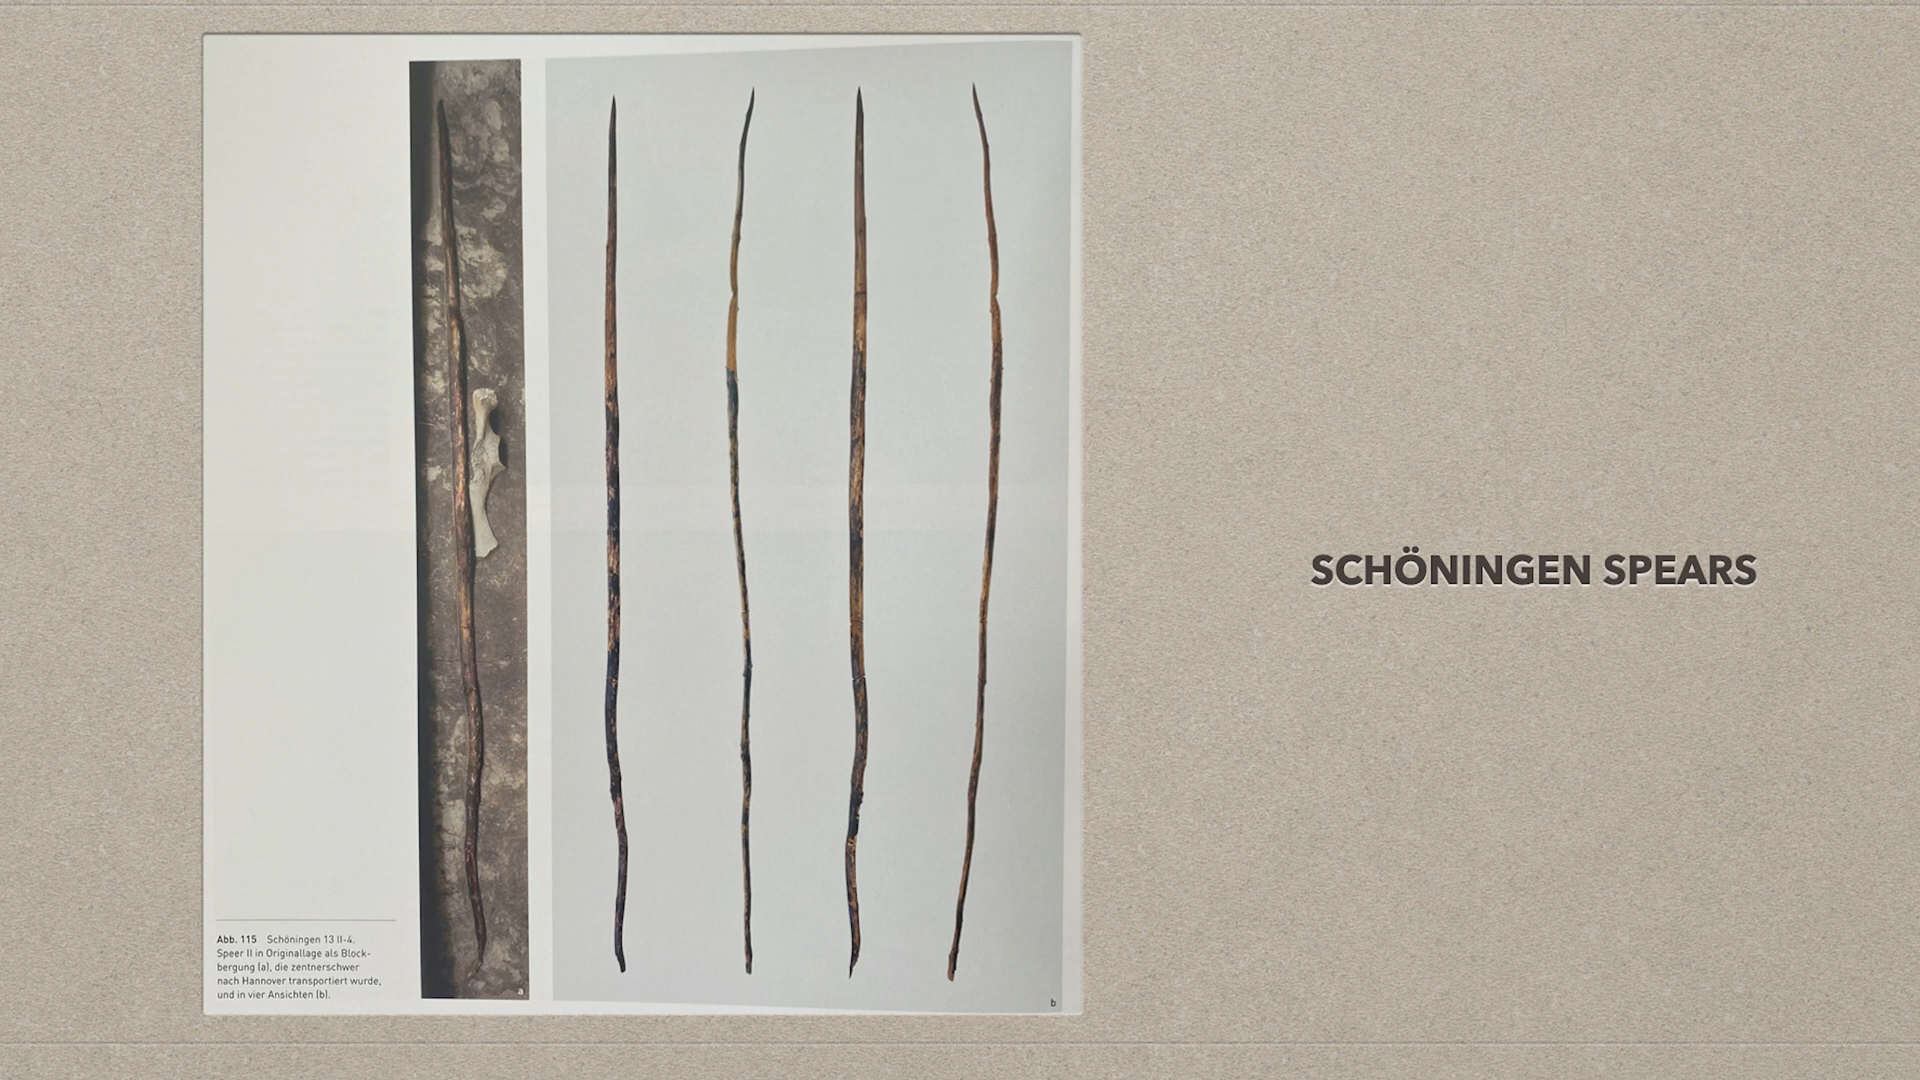 Abb. 115 Schöningen 13 II-4.
Speer II in Originallage als Block-
bergung (a), die zentnerschwer
nach Hannover transportiert wurde,
und in vier Ansichten (b).
a
b
SCHÖNINGEN SPEARS